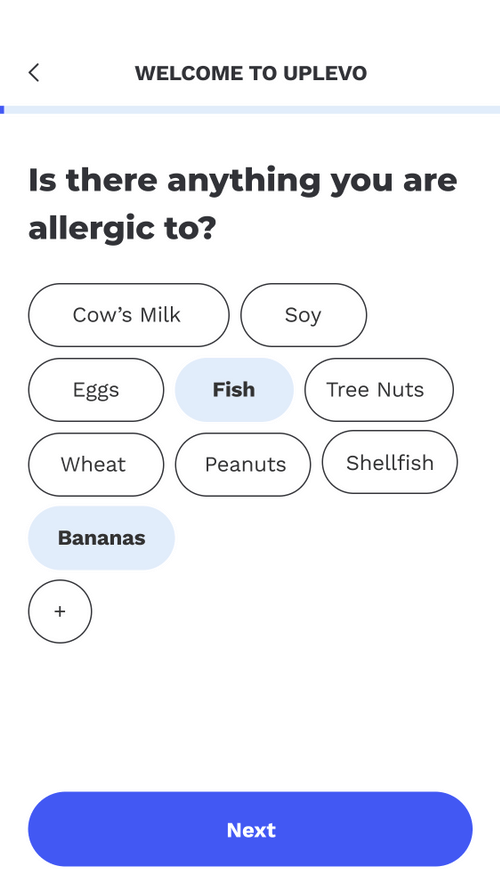 WELCOME TO UPLEVO
Is there anything you are
allergic to?
Cow’s Milk Soy
Eggs Fish Tree Nuts
Wheat Peanuts Shellfish
Bananas
+
Next